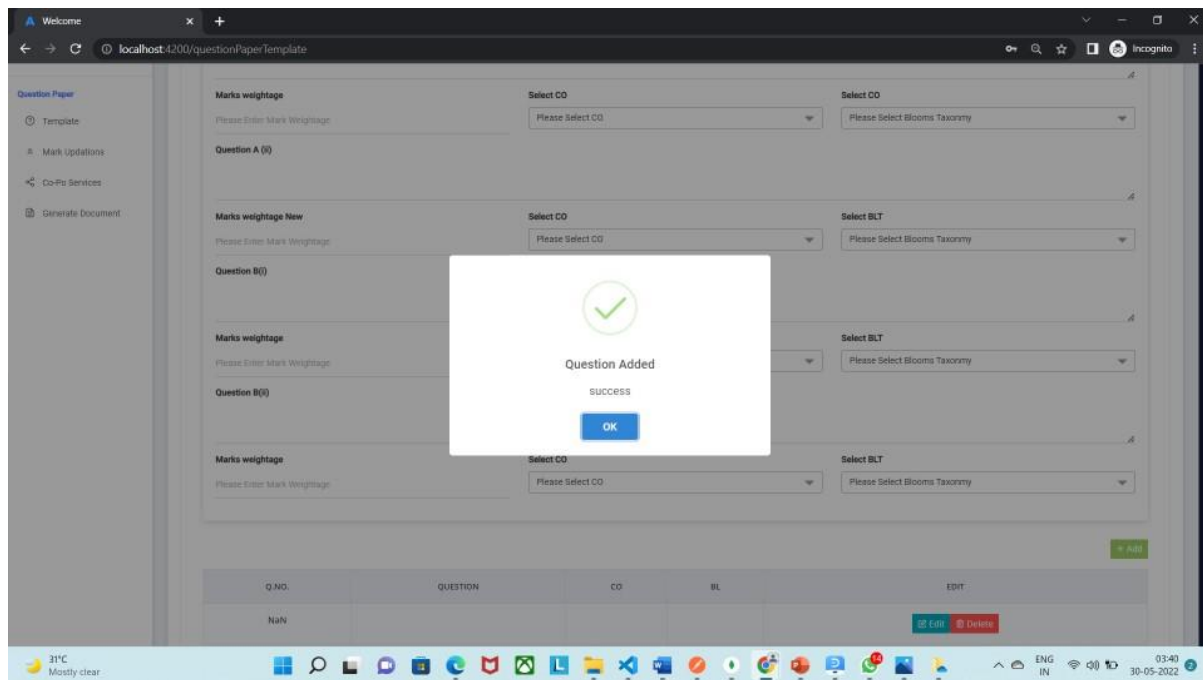 Welcome
localhost:4200/questionPaperTemplate
Incognito
Question Paper
Template
Mark Updations
Co-Po Services
Generate Document
Marks weightage Select CO Select CO
Please Enter Mark Weightage Please Select CO Please Select Blooms Taxonmy
Question A (ii)
Marks weightage New Select CO Select BLT
Please Enter Mark Weightage Please Select CO Please Select Blooms Taxonmy
Question B(i)
Marks weightage Select BLT
Please Enter Mark Weightage Please Select Blooms Taxonmy
Question B(ii)
Marks weightage Select CO Select BLT
Please Enter Mark Weightage Please Select CO Please Select Blooms Taxonmy
Question Added
success
OK
+ Add
Q.NO. QUESTION CO BL EDIT
NaN Edit Delete
31°C
Mostly clear
14
ENG
IN
03:40
30-05-2022
2